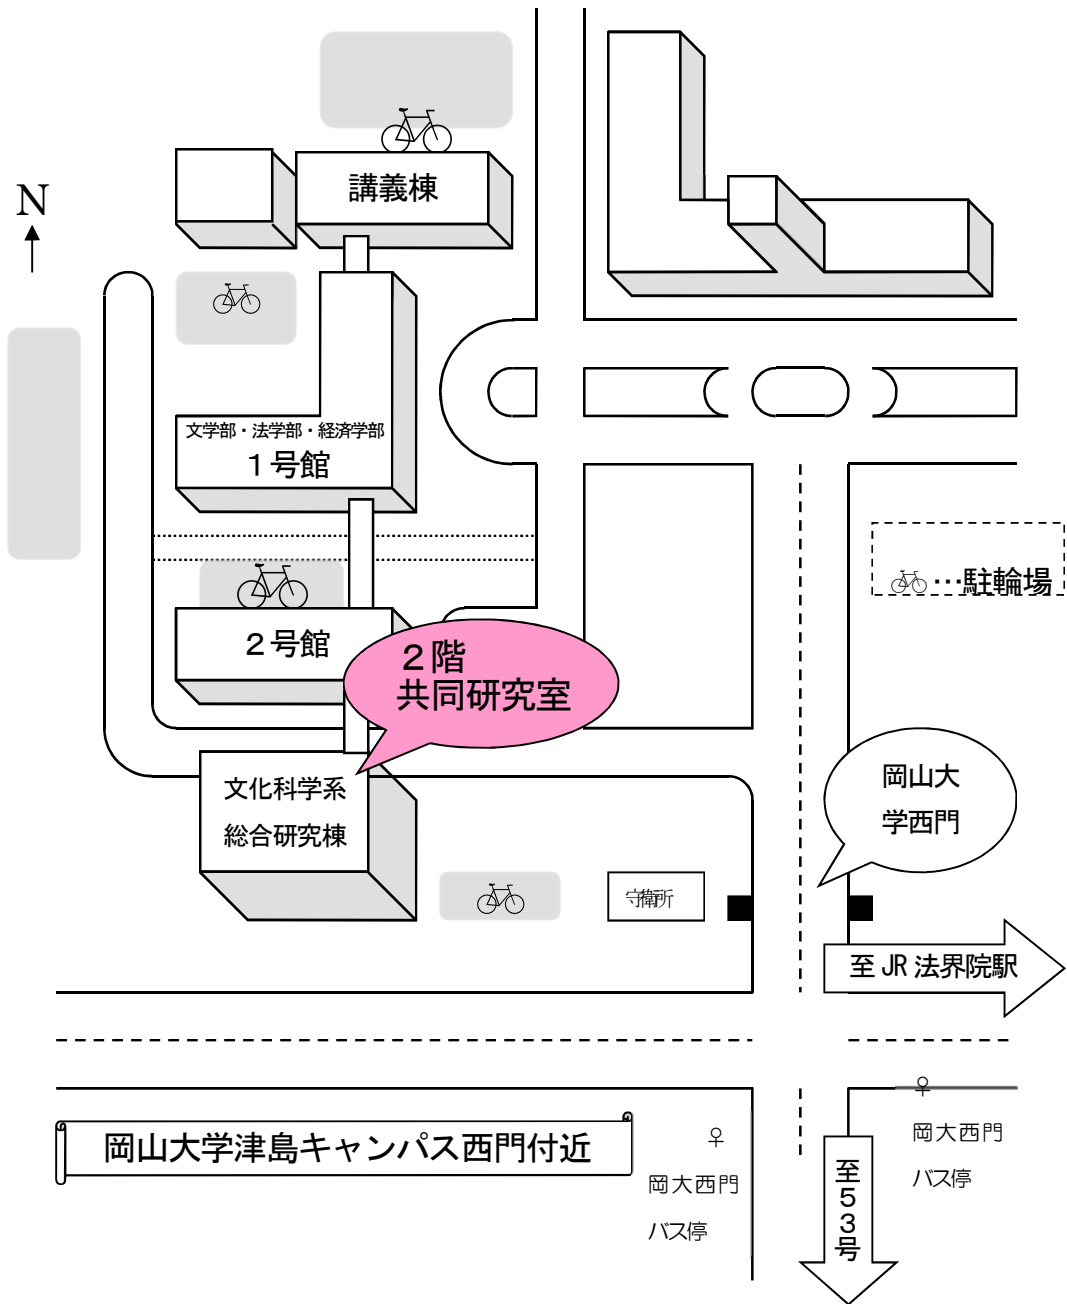 講義棟
N
文学部・法学部・経済学部
1号館
…駐輪場
2号館
2階
共同研究室
岡山大
学西門
文化科学系
総合研究棟
守衛所
至JR法界院駅
岡山大学津島キャンパス西門付近
岡大西門
バス停
至53号
岡大西門
バス停